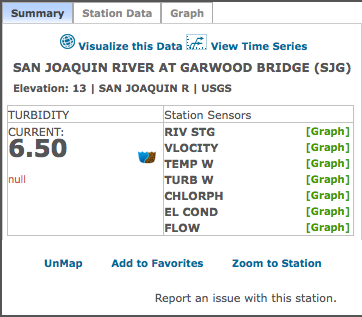 Summary Station Data Graph
Visualize this Data View Time Series
SAN JOAQUIN RIVER AT GARWOOD BRIDGE (SJG)
Elevation: 13 | SAN JOAQUIN R | USGS
TURBIDITY Station Sensors
CURRENT:
6.50
null
RIV STG [Graph]
VLOCITY [Graph]
TEMP W [Graph]
TURB W [Graph]
CHLORPH [Graph]
EL COND [Graph]
FLOW [Graph]
UnMap Add to Favorites Zoom to Station
Report an issue with this station.